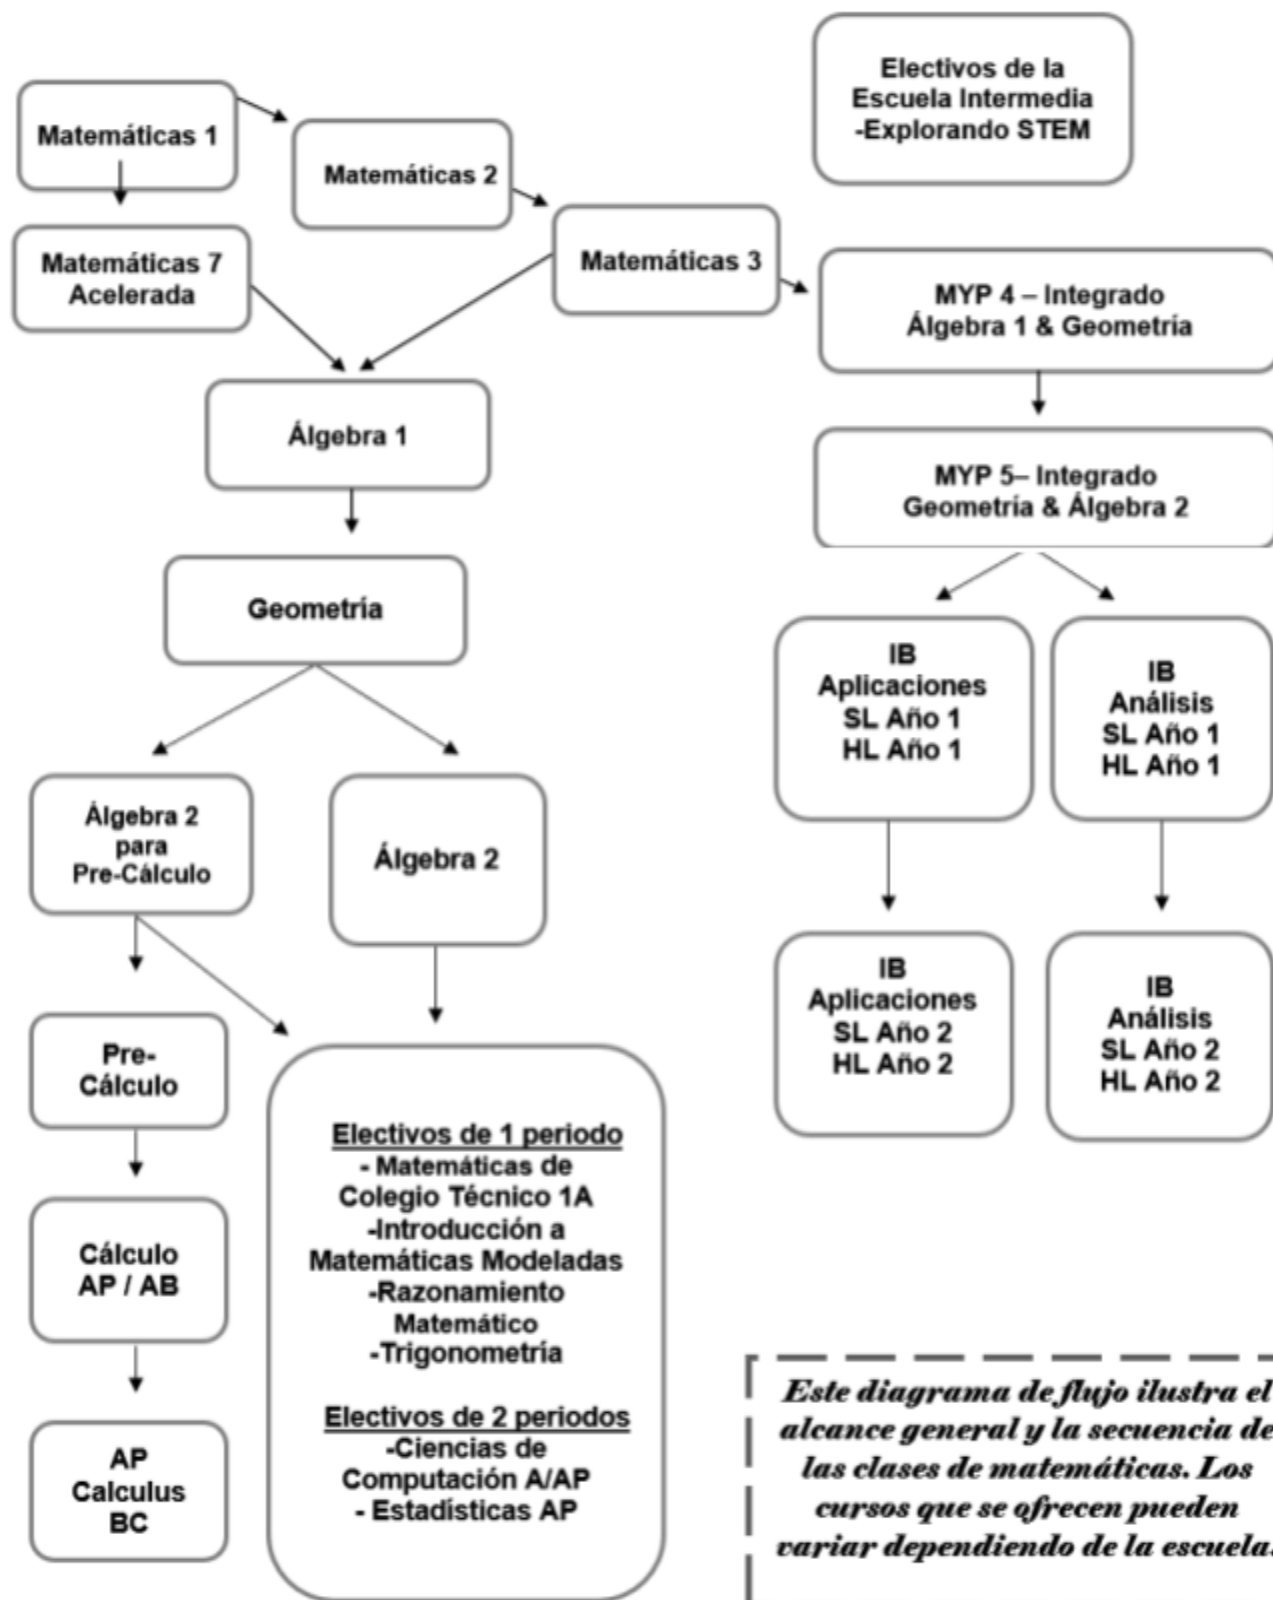 Electivos de la
Escuela Intermedia
-Explorando STEM
Matemáticas 1
Matemáticas 2
Matemáticas 3
Matemáticas 7
Acelerada
MYP 4 – Integrado
Álgebra 1 & Geometría
Álgebra 1
MYP 5– Integrado
Geometría & Álgebra 2
Geometría
IB
Aplicaciones
SL Año 1
HL Año 1
IB
Análisis
SL Año 1
HL Año 1
Álgebra 2
para
Pre-Cálculo
Álgebra 2
IB
Aplicaciones
SL Año 2
HL Año 2
IB
Análisis
SL Año 2
HL Año 2
Pre-
Cálculo
Cálculo
AP / AB
AP
Calculus
BC
Electivos de 1 periodo
- Matemáticas de
Colegio Técnico 1A
-Introducción a
Matemáticas Modeladas
-Razonamiento
Matemático
-Trigonometría
Electivos de 2 periodos
-Ciencias de
Computación A/AP
- Estadísticas AP
Este diagrama de flujo ilustra el
alcance general y la secuencia de
las clases de matemáticas. Los
cursos que se ofrecen pueden
variar dependiendo de la escuela.